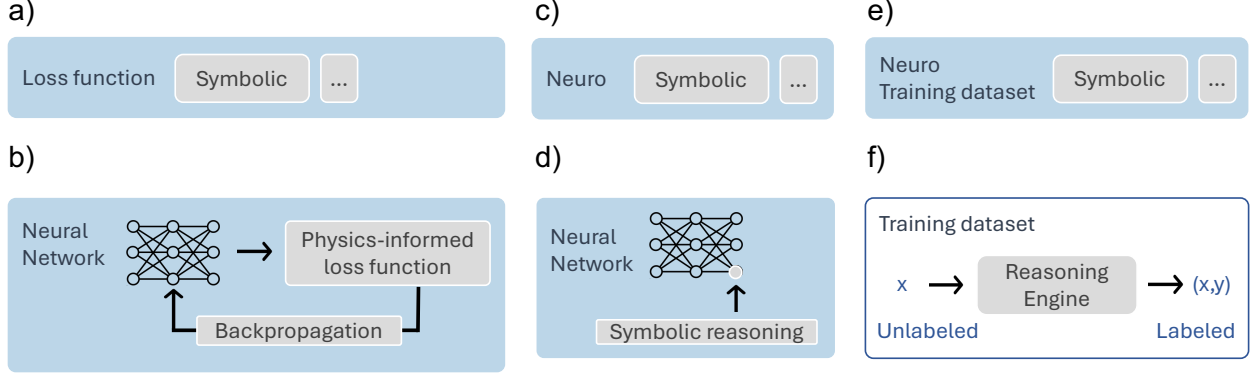 a)
Loss function
Symbolic
...
b)
Neural
Network
Physics-informed
loss function
Backpropagation
c)
Neuro
Symbolic
...
d)
Neural
Network
Symbolic reasoning
e)
Neuro
Training dataset
Symbolic
...
f)
Training dataset
x
Reasoning
Engine
(x,y)
Unlabeled
Labeled